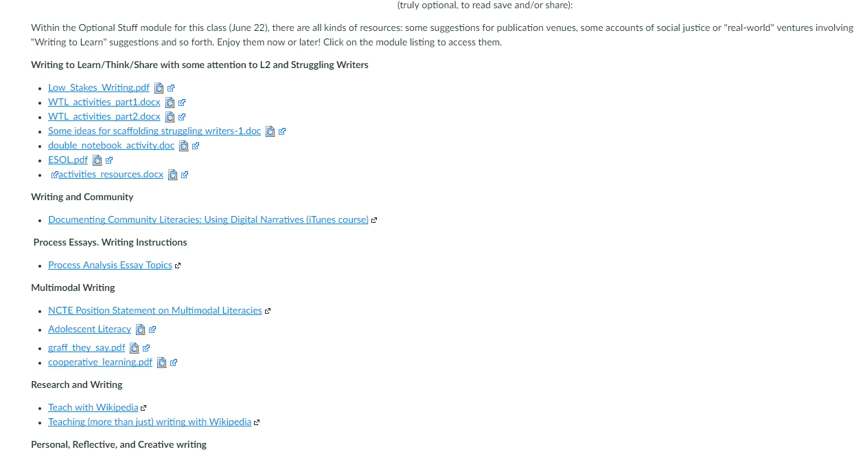 (truly optional, to read save and/or share):
Within the Optional Stuff module for this class (June 22), there are all kinds of resources: some suggestions for publication venues, some accounts of social justice or "real-world" ventures involving
"Writing to Learn" suggestions and so forth. Enjoy them now or later! Click on the module listing to access them.
Writing to Learn/Think/Share with some attention to L2 and Struggling Writers
Low_Stakes_Writing.pdf
WTL_activities_part1.docx
WTL_activities_part2.docx
Some ideas for scaffolding struggling writers-1.doc
double_notebook_activity.doc
ESOL.pdf
activities_resources.docx
Writing and Community
Documenting Community Literacies: Using Digital Narratives (iTunes course)
Process Essays. Writing Instructions
Process Analysis Essay Topics
Multimodal Writing
NCTE Position Statement on Multimodal Literacies
Adolescent Literacy
graff_they_say.pdf
cooperative_learning.pdf
Research and Writing
Teach with Wikipedia
Teaching (more than just) writing with Wikipedia
Personal, Reflective, and Creative writing